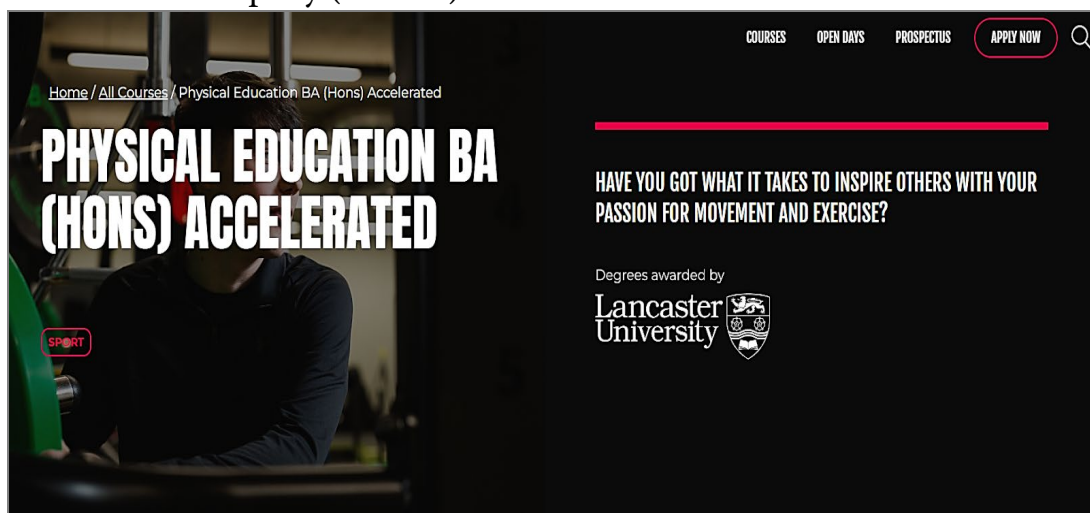 COURSES OPEN DAYS PROSPECTUS APPLY NOW
Home / All Courses / Physical Education BA (Hons) Accelerated
PHYSICAL EDUCATION BA
(HONS) ACCELERATED
SPORT
HAVE YOU GOT WHAT IT TAKES TO INSPIRE OTHERS WITH YOUR
PASSION FOR MOVEMENT AND EXERCISE?
Degrees awarded by
Lancaster
University